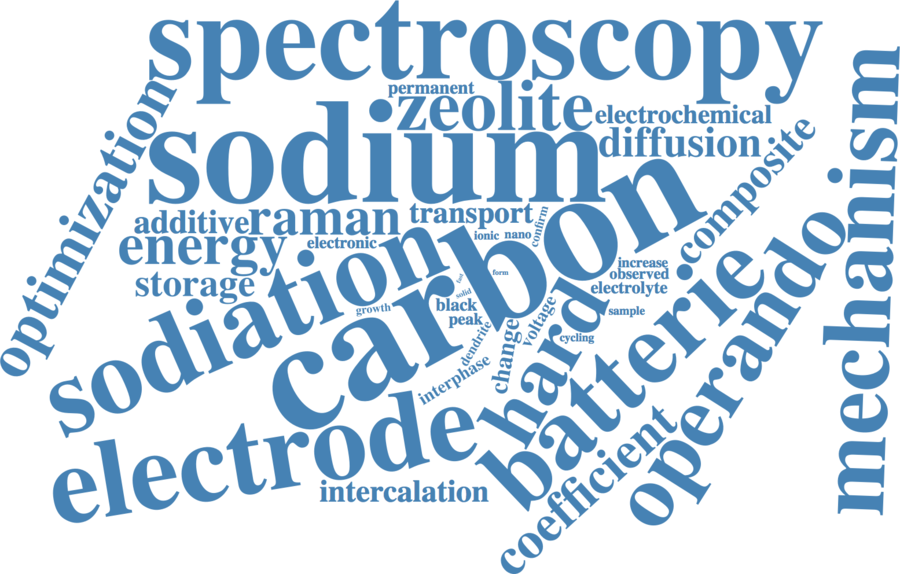 spectroscopy
permanent
zeolite
electrochemical
sodium
diffusion
optimization
mechanism
composite
additive
raman
transport
confirm
energy
electronic
ionic
nano
carbon
storage
sodiation
form
increase
observed
electrolyte
solid
growth
black
peak
voltage
hard
sample
dendrite
change
cycling
interphase
batterie
operando
electrode
coefficient
intercalation